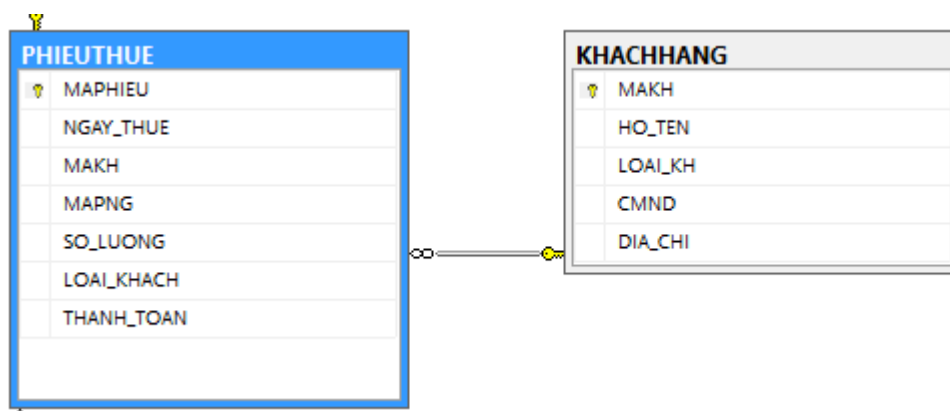 PHIEUTHUE
MAPHIEU
NGAY_THUE
MAKH
MAPNG
SO_LUONG
LOAI_KHACH
THANH_TOAN
KHACHHANG
MAKH
HO_TEN
LOAI_KH
CMND
DIA_CHI